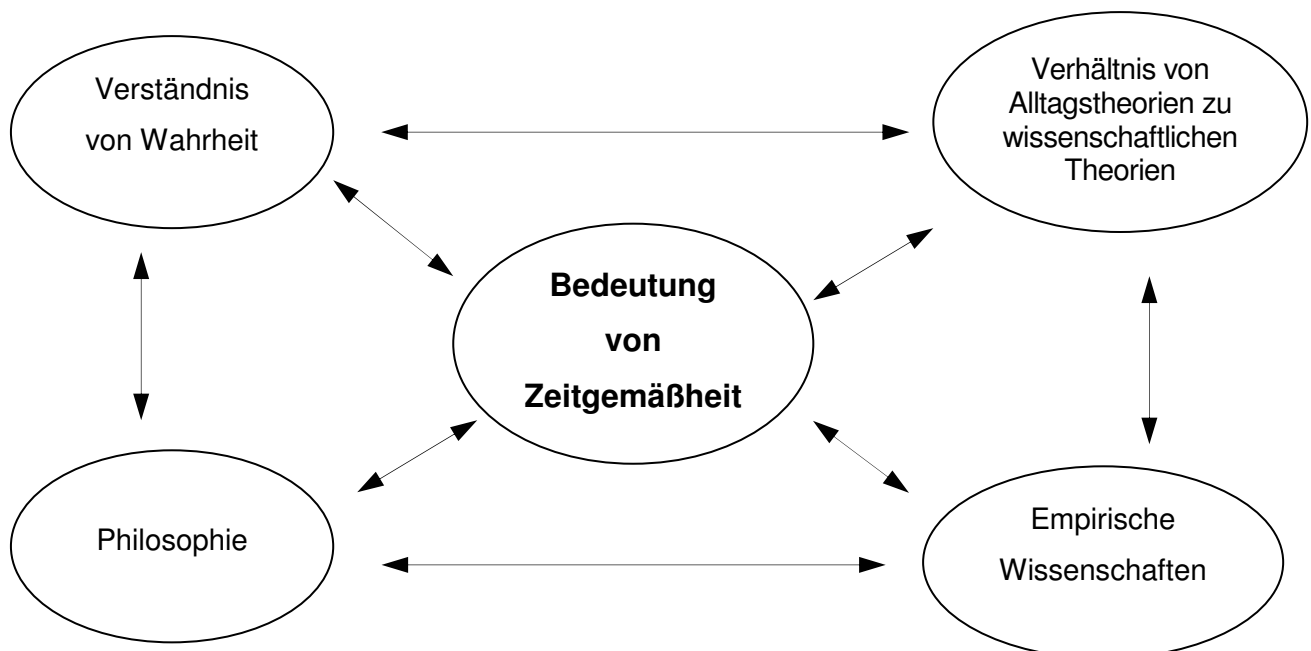 Verständnis
von Wahrheit
Verhältnis von
Alltagstheorien zu
wissenschaftlichen
Theorien
Bedeutung
von
Zeitgemäßheit
Philosophie
Empirische
Wissenschaften